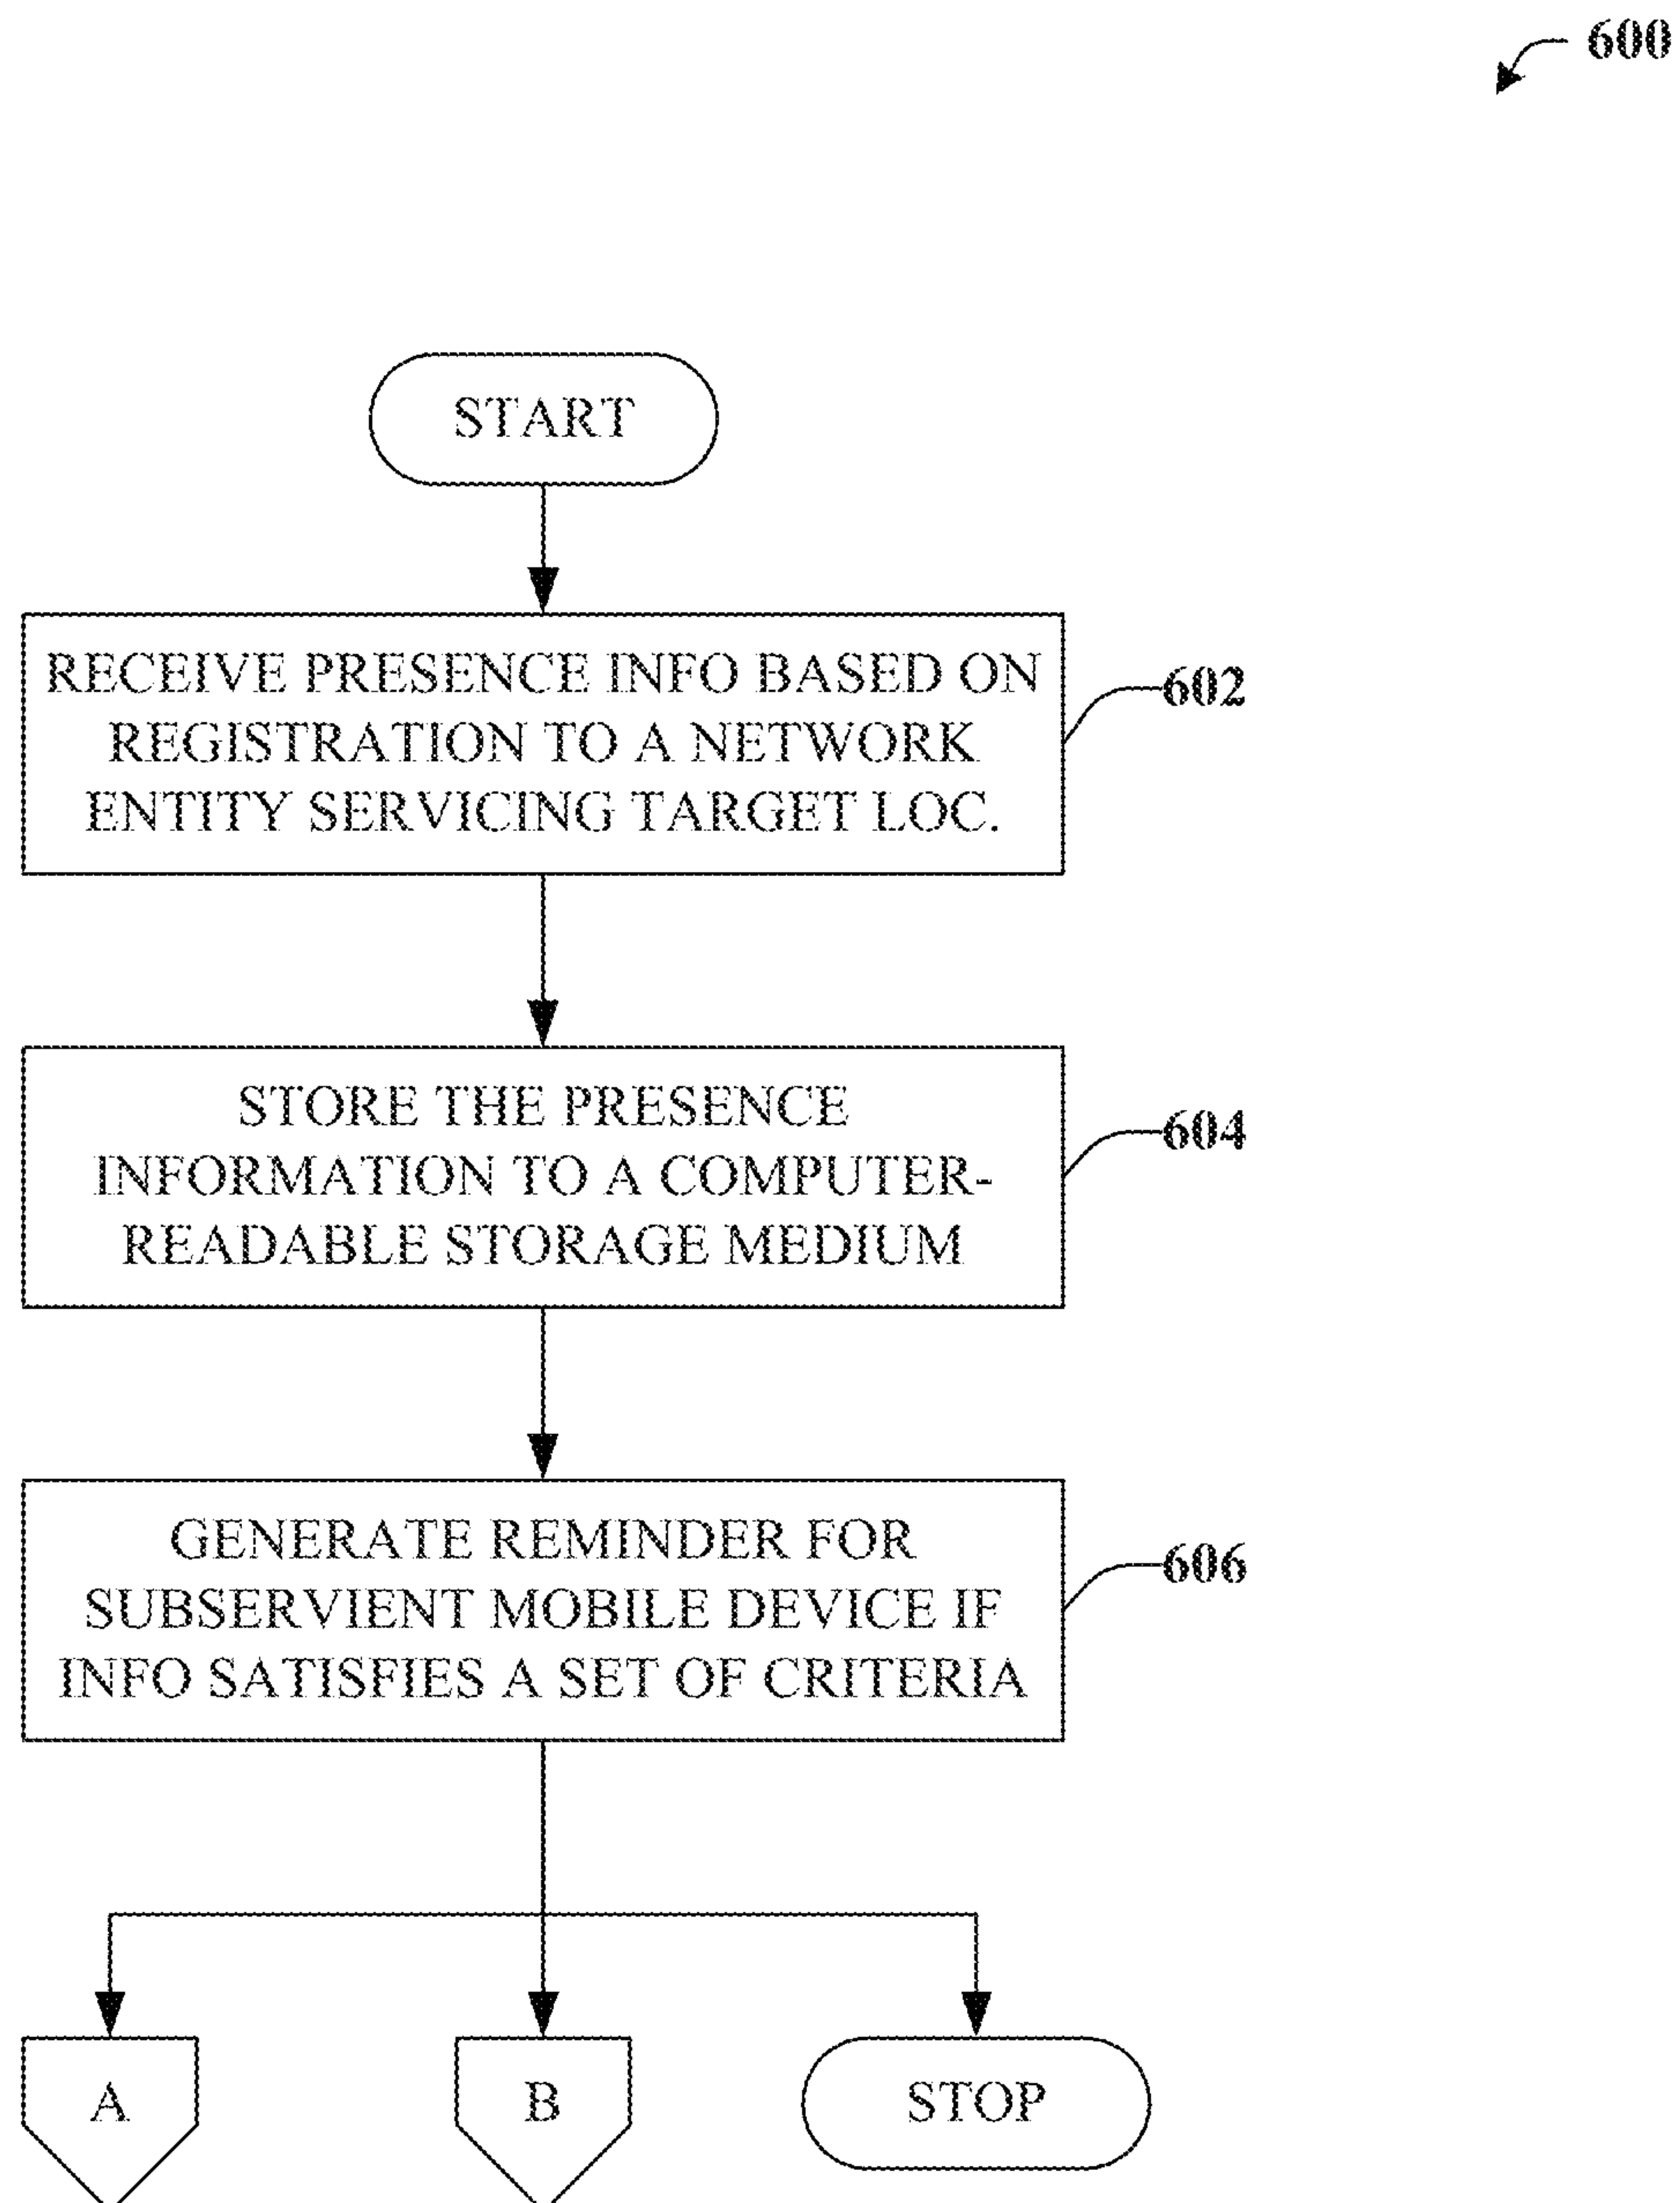 600
START
RECEIVE PRESENCE INFO BASED ON
REGISTRATION TO A NETWORK
ENTITY SERVICING TARGET LOC.
602
STORE THE PRESENCE
INFORMATION TO A COMPUTER-
READABLE STORAGE MEDIUM
604
GENERATE REMINDER FOR
SUBSERVIENT MOBILE DEVICE IF
INFO SATISFIES A SET OF CRITERIA
606
A
B
STOP